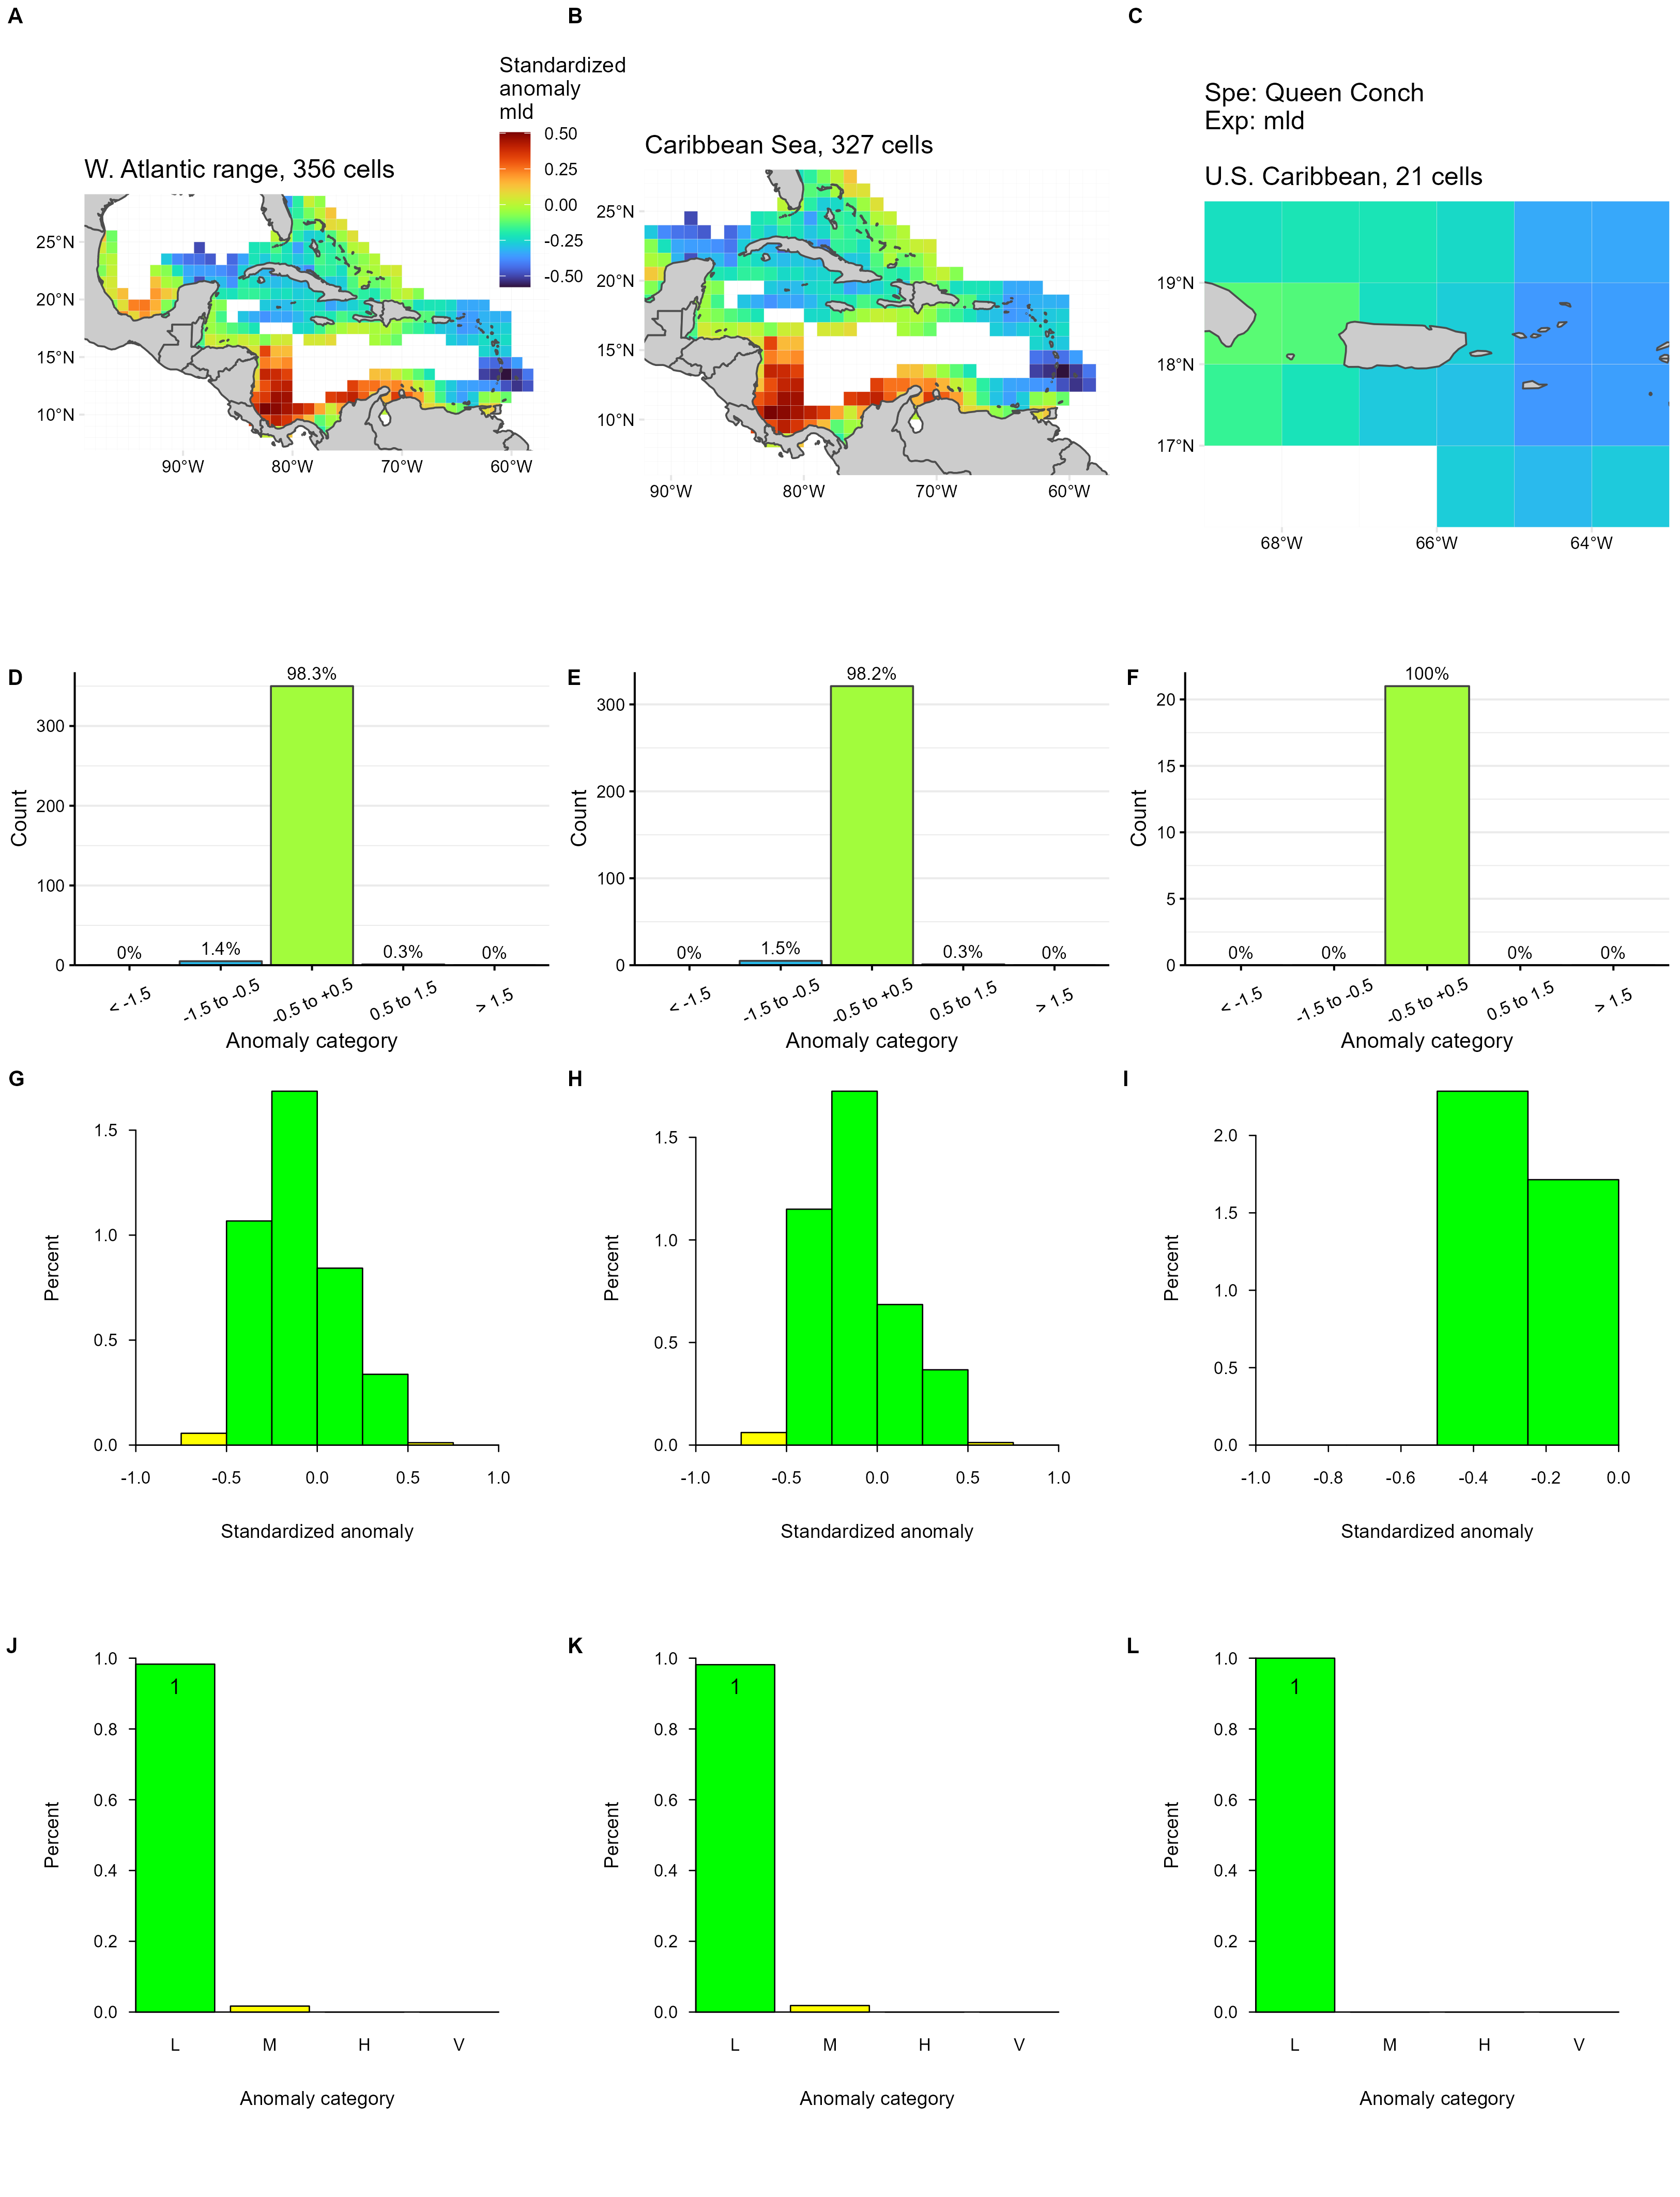 A
B
C
Standardized
anomaly
mld
0.50
0.25
0.00
-0.25
-0.50
W. Atlantic range, 356 cells
25°N
20°N
15°N
10°N
90°W 80°W 70°W 60°W
Caribbean Sea, 327 cells
25°N
20°N
15°N
10°N
90°W 80°W 70°W 60°W
Spe: Queen Conch
Exp: mld
U.S. Caribbean, 21 cells
19°N
18°N
17°N
68°W 66°W 64°W
D
98.3%
Count
300
200
100
0
0% 1.4% 0.3% 0%
< -1.5 -1.5 to -0.5 -0.5 to +0.5 0.5 to 1.5 > 1.5
Anomaly category
E
98.2%
Count
300
200
100
0
0% 1.5% 0.3% 0%
< -1.5 -1.5 to -0.5 -0.5 to +0.5 0.5 to 1.5 > 1.5
Anomaly category
F
100%
Count
20
15
10
5
0
0% 0% 0% 0%
< -1.5 -1.5 to -0.5 -0.5 to +0.5 0.5 to 1.5 > 1.5
Anomaly category
G
Percent
1.5
1.0
0.5
0.0
-1.0 -0.5 0.0 0.5 1.0
Standardized anomaly
H
Percent
1.5
1.0
0.5
0.0
-1.0 -0.5 0.0 0.5 1.0
Standardized anomaly
I
Percent
2.0
1.5
1.0
0.5
0.0
-1.0 -0.8 -0.6 -0.4 -0.2 0.0
Standardized anomaly
J
Percent
1.0
0.8
0.6
0.4
0.2
0.0
1
L M H V
Anomaly category
K
Percent
1.0
0.8
0.6
0.4
0.2
0.0
1
L M H V
Anomaly category
L
Percent
1.0
0.8
0.6
0.4
0.2
0.0
1
L M H V
Anomaly category